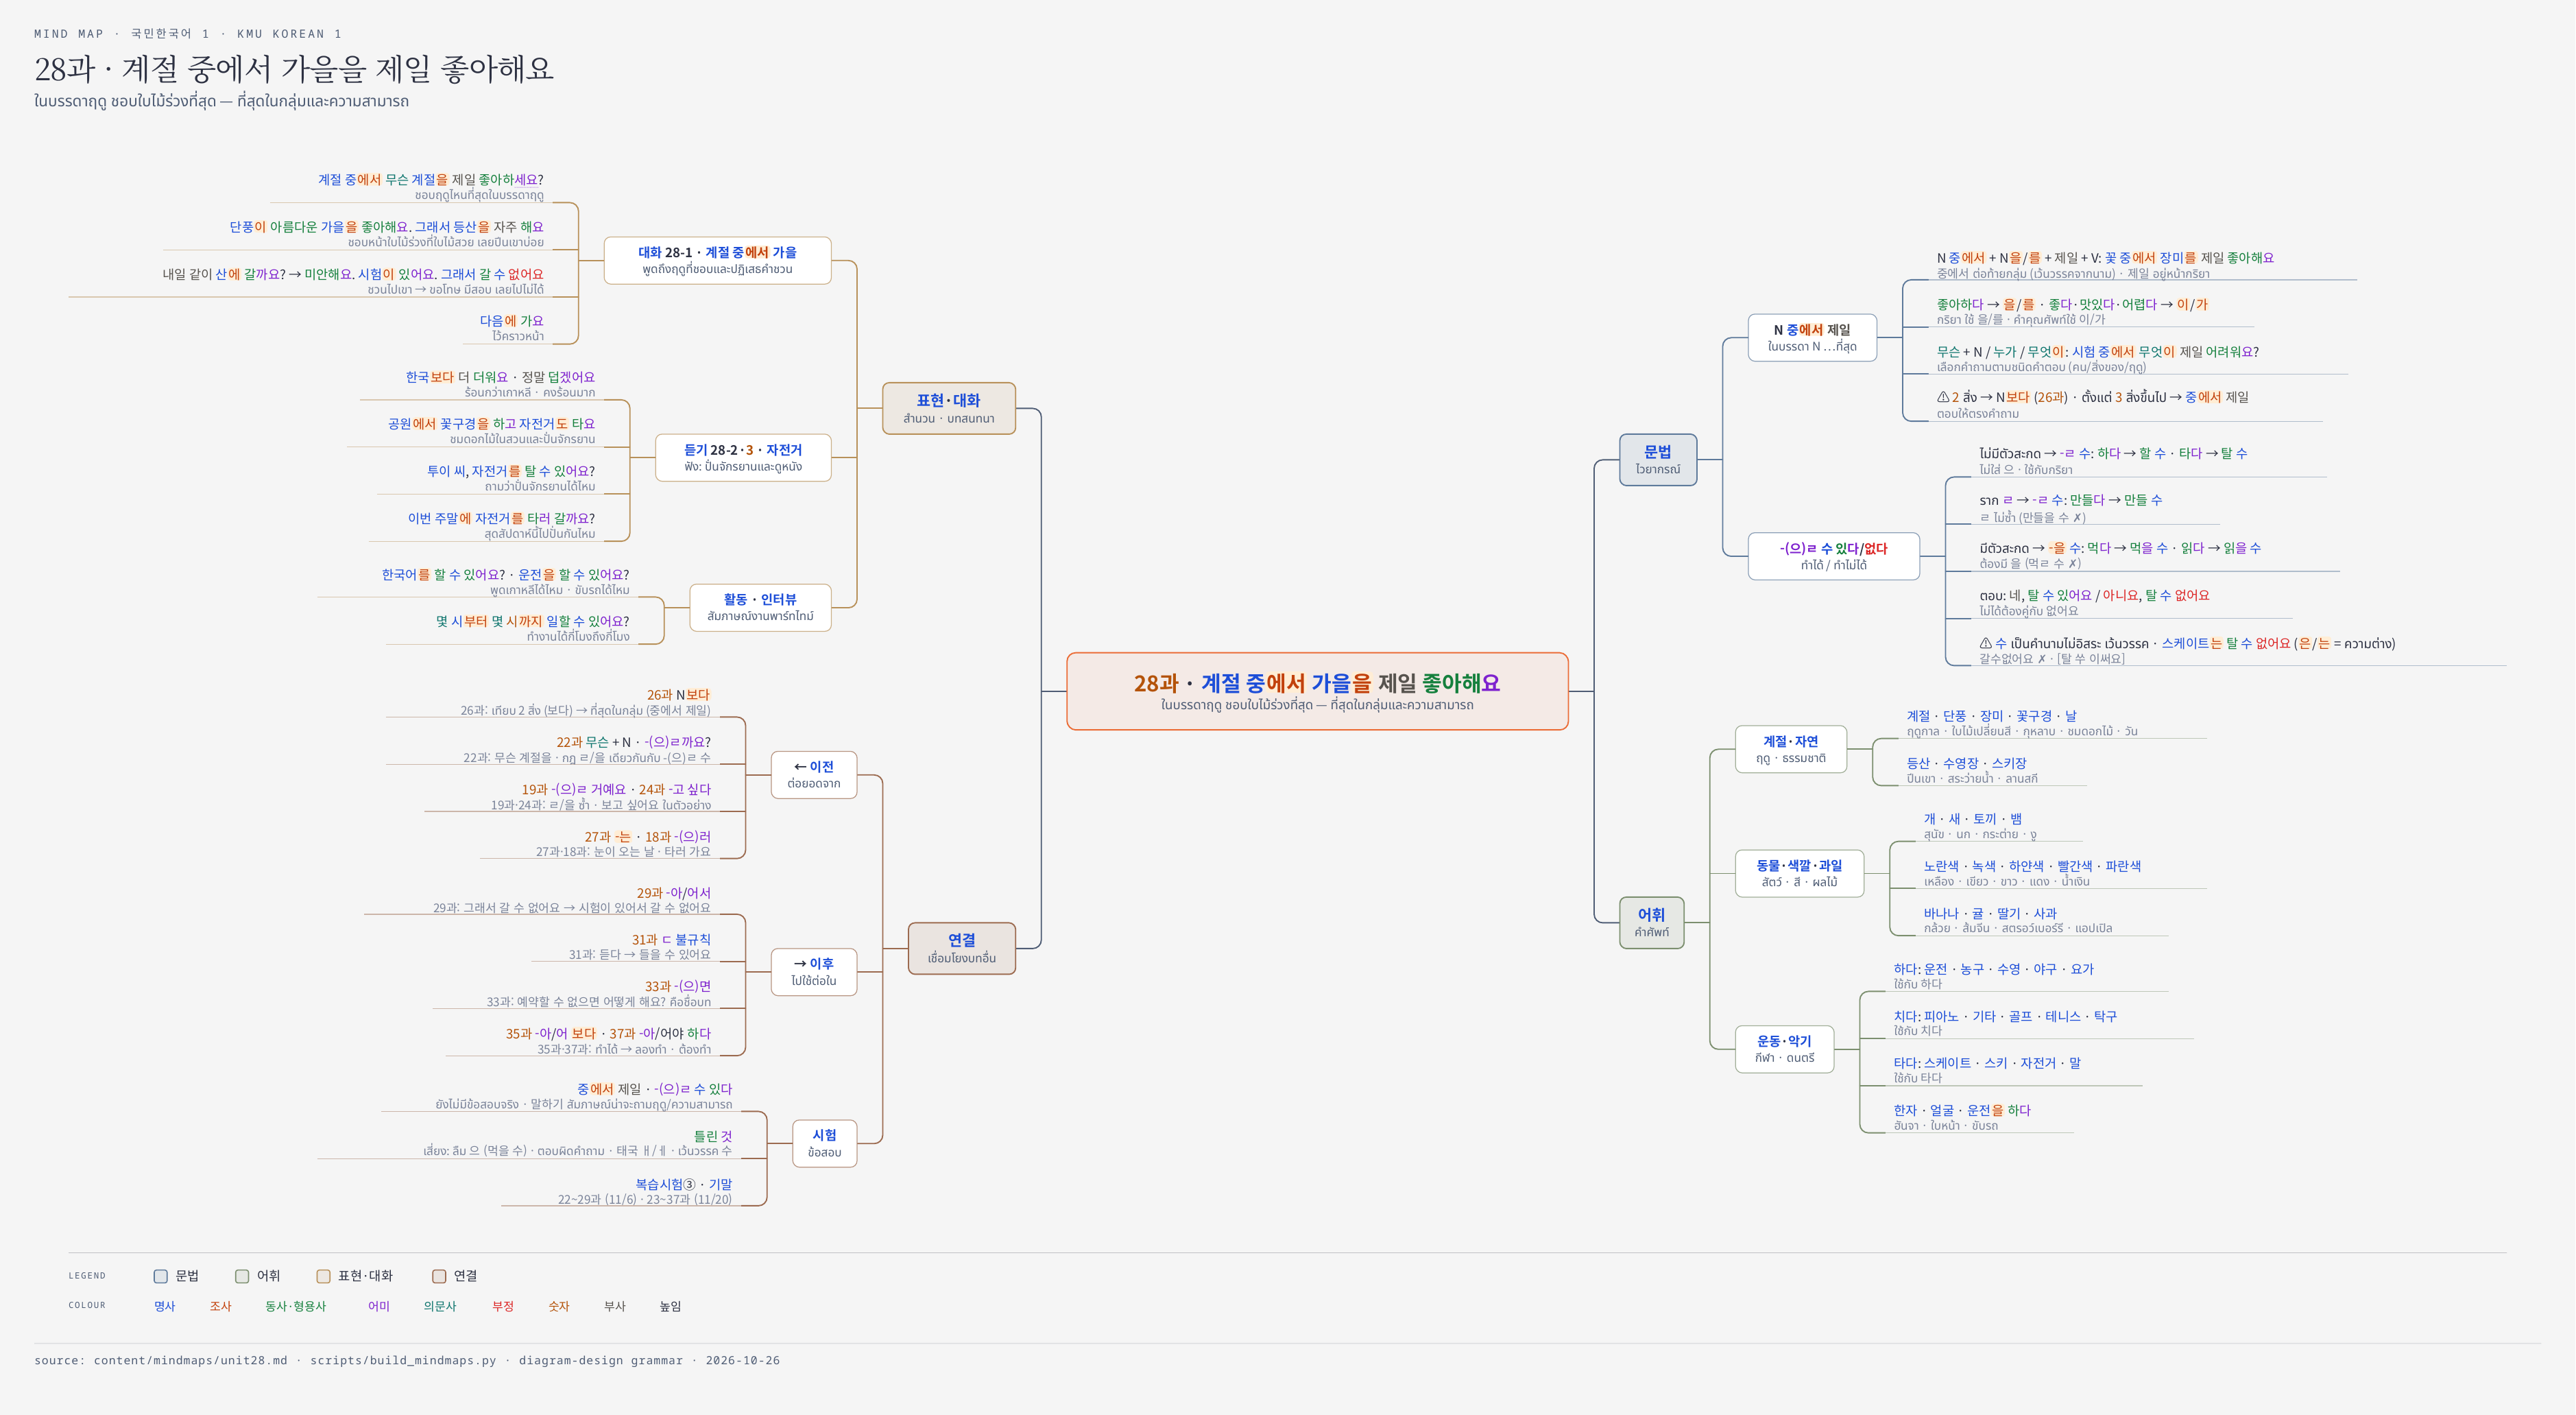 MIND MAP · 국민한국어 1 · KMU KOREAN 1
28과 · 계절 중에서 가을을 제일 좋아해요
ในบรรดาฤดู ชอบใบไม้ร่วงที่สุด — ที่สุดในกลุ่มและความสามารถ
계절 중에서 무슨 계절을 제일 좋아하세요?
ชอบฤดูไหนที่สุดในบรรดาฤดู
단풍이 아름다운 가을을 좋아해요. 그래서 등산을 자주 해요
ชอบหน้าใบไม้ร่วงที่ใบไม้สวย เลยปีนเขาบ่อย
내일 같이 산에 갈까요? → 미안해요. 시험이 있어요. 그래서 갈 수 없어요
ชวนไปเขา → ขอโทษ มีสอบ เลยไปไม่ได้
다음에 가요
ไว้คราวหน้า
대화 28-1 · 계절 중에서 가을
พูดถึงฤดูที่ชอบและปฏิเสธคำชวน
한국보다 더 더워요 · 정말 덥겠어요
ร้อนกว่าเกาหลี · คงร้อนมาก
공원에서 꽃구경을 하고 자전거도 타요
ชมดอกไม้ในสวนและปั่นจักรยาน
투이 씨, 자전거를 탈 수 있어요?
ถามว่าปั่นจักรยานได้ไหม
이번 주말에 자전거를 타러 갈까요?
สุดสัปดาห์นี้ไปปั่นกันไหม
듣기 28-2·3 · 자전거
ฟัง: ปั่นจักรยานและดูหนัง
한국어를 할 수 있어요? · 운전을 할 수 있어요?
พูดเกาหลีได้ไหม · ขับรถได้ไหม
몇 시부터 몇 시까지 일할 수 있어요?
ทำงานได้กี่โมงถึงกี่โมง
활동 · 인터뷰
สัมภาษณ์งานพาร์ทไทม์
표현·대화
สำนวน · บทสนทนา
26과 N보다
26과: เทียบ 2 สิ่ง (보다) → ที่สุดในกลุ่ม (중에서 제일)
22과 무슨 + N · -(으)ㄹ까요?
22과: 무슨 계절을 · กฎ ㄹ/을 เดียวกันกับ -(으)ㄹ 수
19과 -(으)ㄹ 거예요 · 24과 -고 싶다
19과·24과: ㄹ/을 ซ้ำ · 보고 싶어요 ในตัวอย่าง
27과 -는 · 18과 -(으)러
27과·18과: 눈이 오는 날 · 타러 가요
← 이전
ต่อยอดจาก
29과 -아/어서
29과: 그래서 갈 수 없어요 → 시험이 있어서 갈 수 없어요
31과 ㄷ 불규칙
31과: 듣다 → 들을 수 있어요
33과 -(으)면
33과: 예약할 수 없으면 어떻게 해요? คือชื่อบท
35과 -아/어 보다 · 37과 -아/어야 하다
35과·37과: ทำได้ → ลองทำ · ต้องทำ
→ 이후
ไปใช้ต่อใน
중에서 제일 · -(으)ㄹ 수 있다
ยังไม่มีข้อสอบจริง · 말하기 สัมภาษณ์น่าจะถามฤดู/ความสามารถ
틀린 것
เสี่ยง: ลืม 으 (먹을 수) · ตอบผิดคำถาม · 태국 ㅐ/ㅔ · เว้นวรรค 수
복습시험③ · 기말
22~29과 (11/6) · 23~37과 (11/20)
시험
ข้อสอบ
연결
เชื่อมโยงบทอื่น
28과 · 계절 중에서 가을을 제일 좋아해요
ในบรรดาฤดู ชอบใบไม้ร่วงที่สุด — ที่สุดในกลุ่มและความสามารถ
문법
ไวยากรณ์
N 중에서 제일
ในบรรดา N …ที่สุด
N 중에서 + N을/를 + 제일 + V: 꽃 중에서 장미를 제일 좋아해요
중에서 ต่อท้ายกลุ่ม (เว้นวรรคจากนาม) · 제일 อยู่หน้ากริยา
좋아하다 → 을/를 · 좋다·맛있다·어렵다 → 이/가
กริยา ใช้ 을/를 · คำคุณศัพท์ใช้ 이/가
무슨 + N / 누가 / 무엇이: 시험 중에서 무엇이 제일 어려워요?
เลือกคำถามตามชนิดคำตอบ (คน/สิ่งของ/ฤดู)
⚠ 2 สิ่ง → N보다 (26과) · ตั้งแต่ 3 สิ่งขึ้นไป → 중에서 제일
ตอบให้ตรงคำถาม
-(으)ㄹ 수 있다/없다
ทำได้ / ทำไม่ได้
ไม่มีตัวสะกด → -ㄹ 수: 하다 → 할 수 · 타다 → 탈 수
ไม่ใส่ 으 · ใช้กับกริยา
ราก ㄹ → -ㄹ 수: 만들다 → 만들 수
ㄹ ไม่ซ้ำ (만들을 수 ✗)
มีตัวสะกด → -을 수: 먹다 → 먹을 수 · 읽다 → 읽을 수
ต้องมี 을 (먹ㄹ 수 ✗)
ตอบ: 네, 탈 수 있어요 / 아니요, 탈 수 없어요
ไม่ได้ต้องคู่กับ 없어요
⚠ 수 เป็นคำนามไม่อิสระ เว้นวรรค · 스케이트는 탈 수 없어요 (은/는 = ความต่าง)
갈수없어요 ✗ · [탈 쑤 이써요]
어휘
คำศัพท์
계절·자연
ฤดู · ธรรมชาติ
계절 · 단풍 · 장미 · 꽃구경 · 날
ฤดูกาล · ใบไม้เปลี่ยนสี · กุหลาบ · ชมดอกไม้ · วัน
등산 · 수영장 · 스키장
ปีนเขา · สระว่ายน้ำ · ลานสกี
동물·색깔·과일
สัตว์ · สี · ผลไม้
개 · 새 · 토끼 · 뱀
สุนัข · นก · กระต่าย · งู
노란색 · 녹색 · 하얀색 · 빨간색 · 파란색
เหลือง · เขียว · ขาว · แดง · น้ำเงิน
바나나 · 귤 · 딸기 · 사과
กล้วย · ส้มจีน · สตรอว์เบอร์รี · แอปเปิล
운동·악기
กีฬา · ดนตรี
하다: 운전 · 농구 · 수영 · 야구 · 요가
ใช้กับ 하다
치다: 피아노 · 기타 · 골프 · 테니스 · 탁구
ใช้กับ 치다
타다: 스케이트 · 스키 · 자전거 · 말
ใช้กับ 타다
한자 · 얼굴 · 운전을 하다
ฮันจา · ใบหน้า · ขับรถ
LEGEND 문법 어휘 표현·대화 연결
COLOUR 명사 조사 동사·형용사 어미 의문사 부정 숫자 부사 높임
source: content/mindmaps/unit28.md · scripts/build_mindmaps.py · diagram-design grammar · 2026-10-26